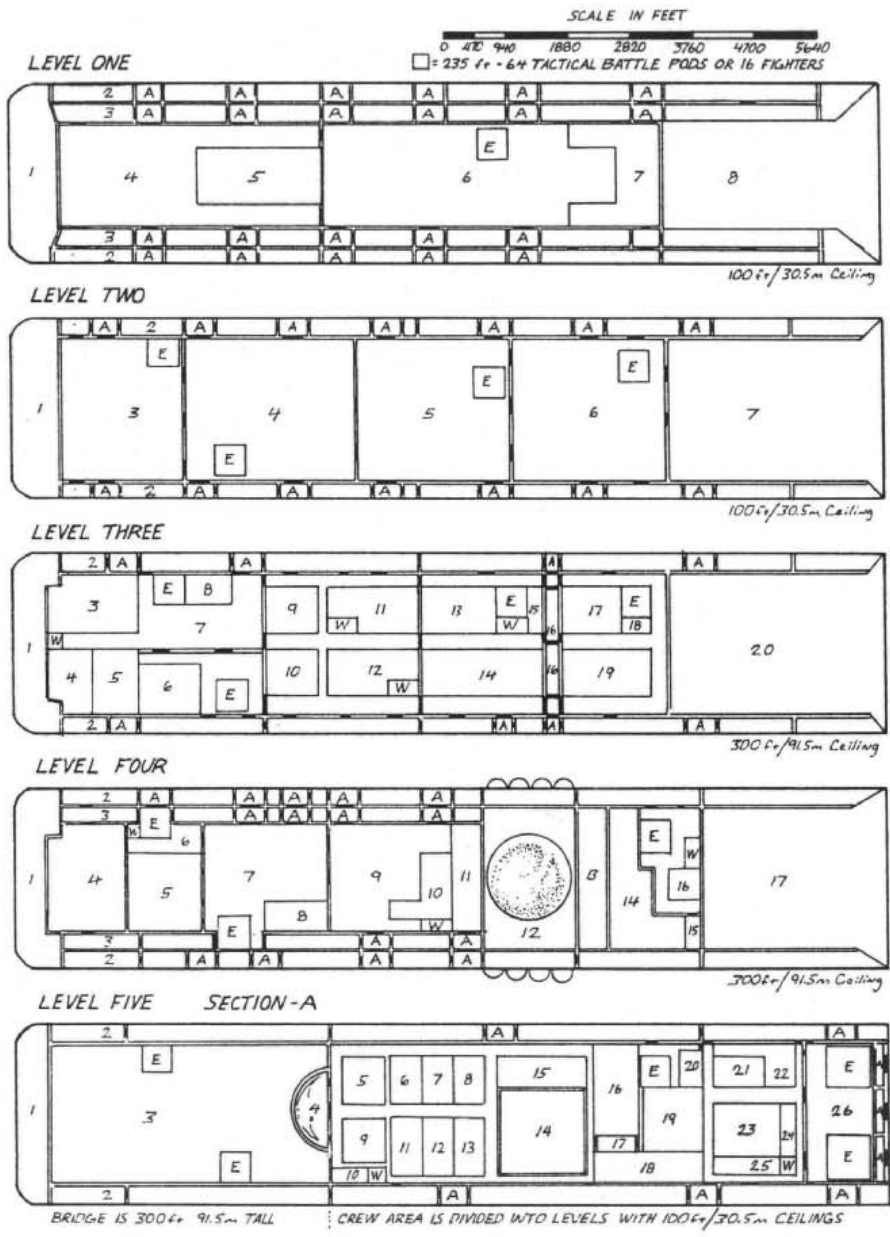 SCALE IN FEET
0 470 940 1880 2820 3760 4700 5640
= 235 ft - 64 TACTICAL BATTLE PODS OR 16 FIGHTERS
LEVEL ONE
2 A A A A A A
3 A A A A A A
1 4 5 6 E 7 8
3 A A A A A
2 A A A A A
100 ft/30.5m Ceiling
LEVEL TWO
A 2 A A A A A A
E E E
1 3 4 5 6 7
E
A 2 A A A A A A
100 ft/30.5m Ceiling
LEVEL THREE
2 A A A A
3 E 8 9 11 13 E 15 17 E
W 7 W W 16 18
1 4 5 6 E 10 12 W 14 16 19 20
2 A A A A
300 ft/91.5m Ceiling
LEVEL FOUR
2 A A A A A A
3 E A A A A
W 6 E W
1 4 5 7 8 9 10 11 12 13 14 16 17
W 15
3 E A A
2 A A A A
300 ft/91.5m Ceiling
LEVEL FIVE SECTION-A
2 A A
E 5 6 7 8 15 16 E 20 21 22 E
1 3 4 14 19 26
9 11 12 13 17 23 24
E 10 W 18 25 W E
2 A A A
BRIDGE IS 300 ft 91.5m TALL CREW AREA IS DIVIDED INTO LEVELS WITH 100 ft/30.5m CEILINGS